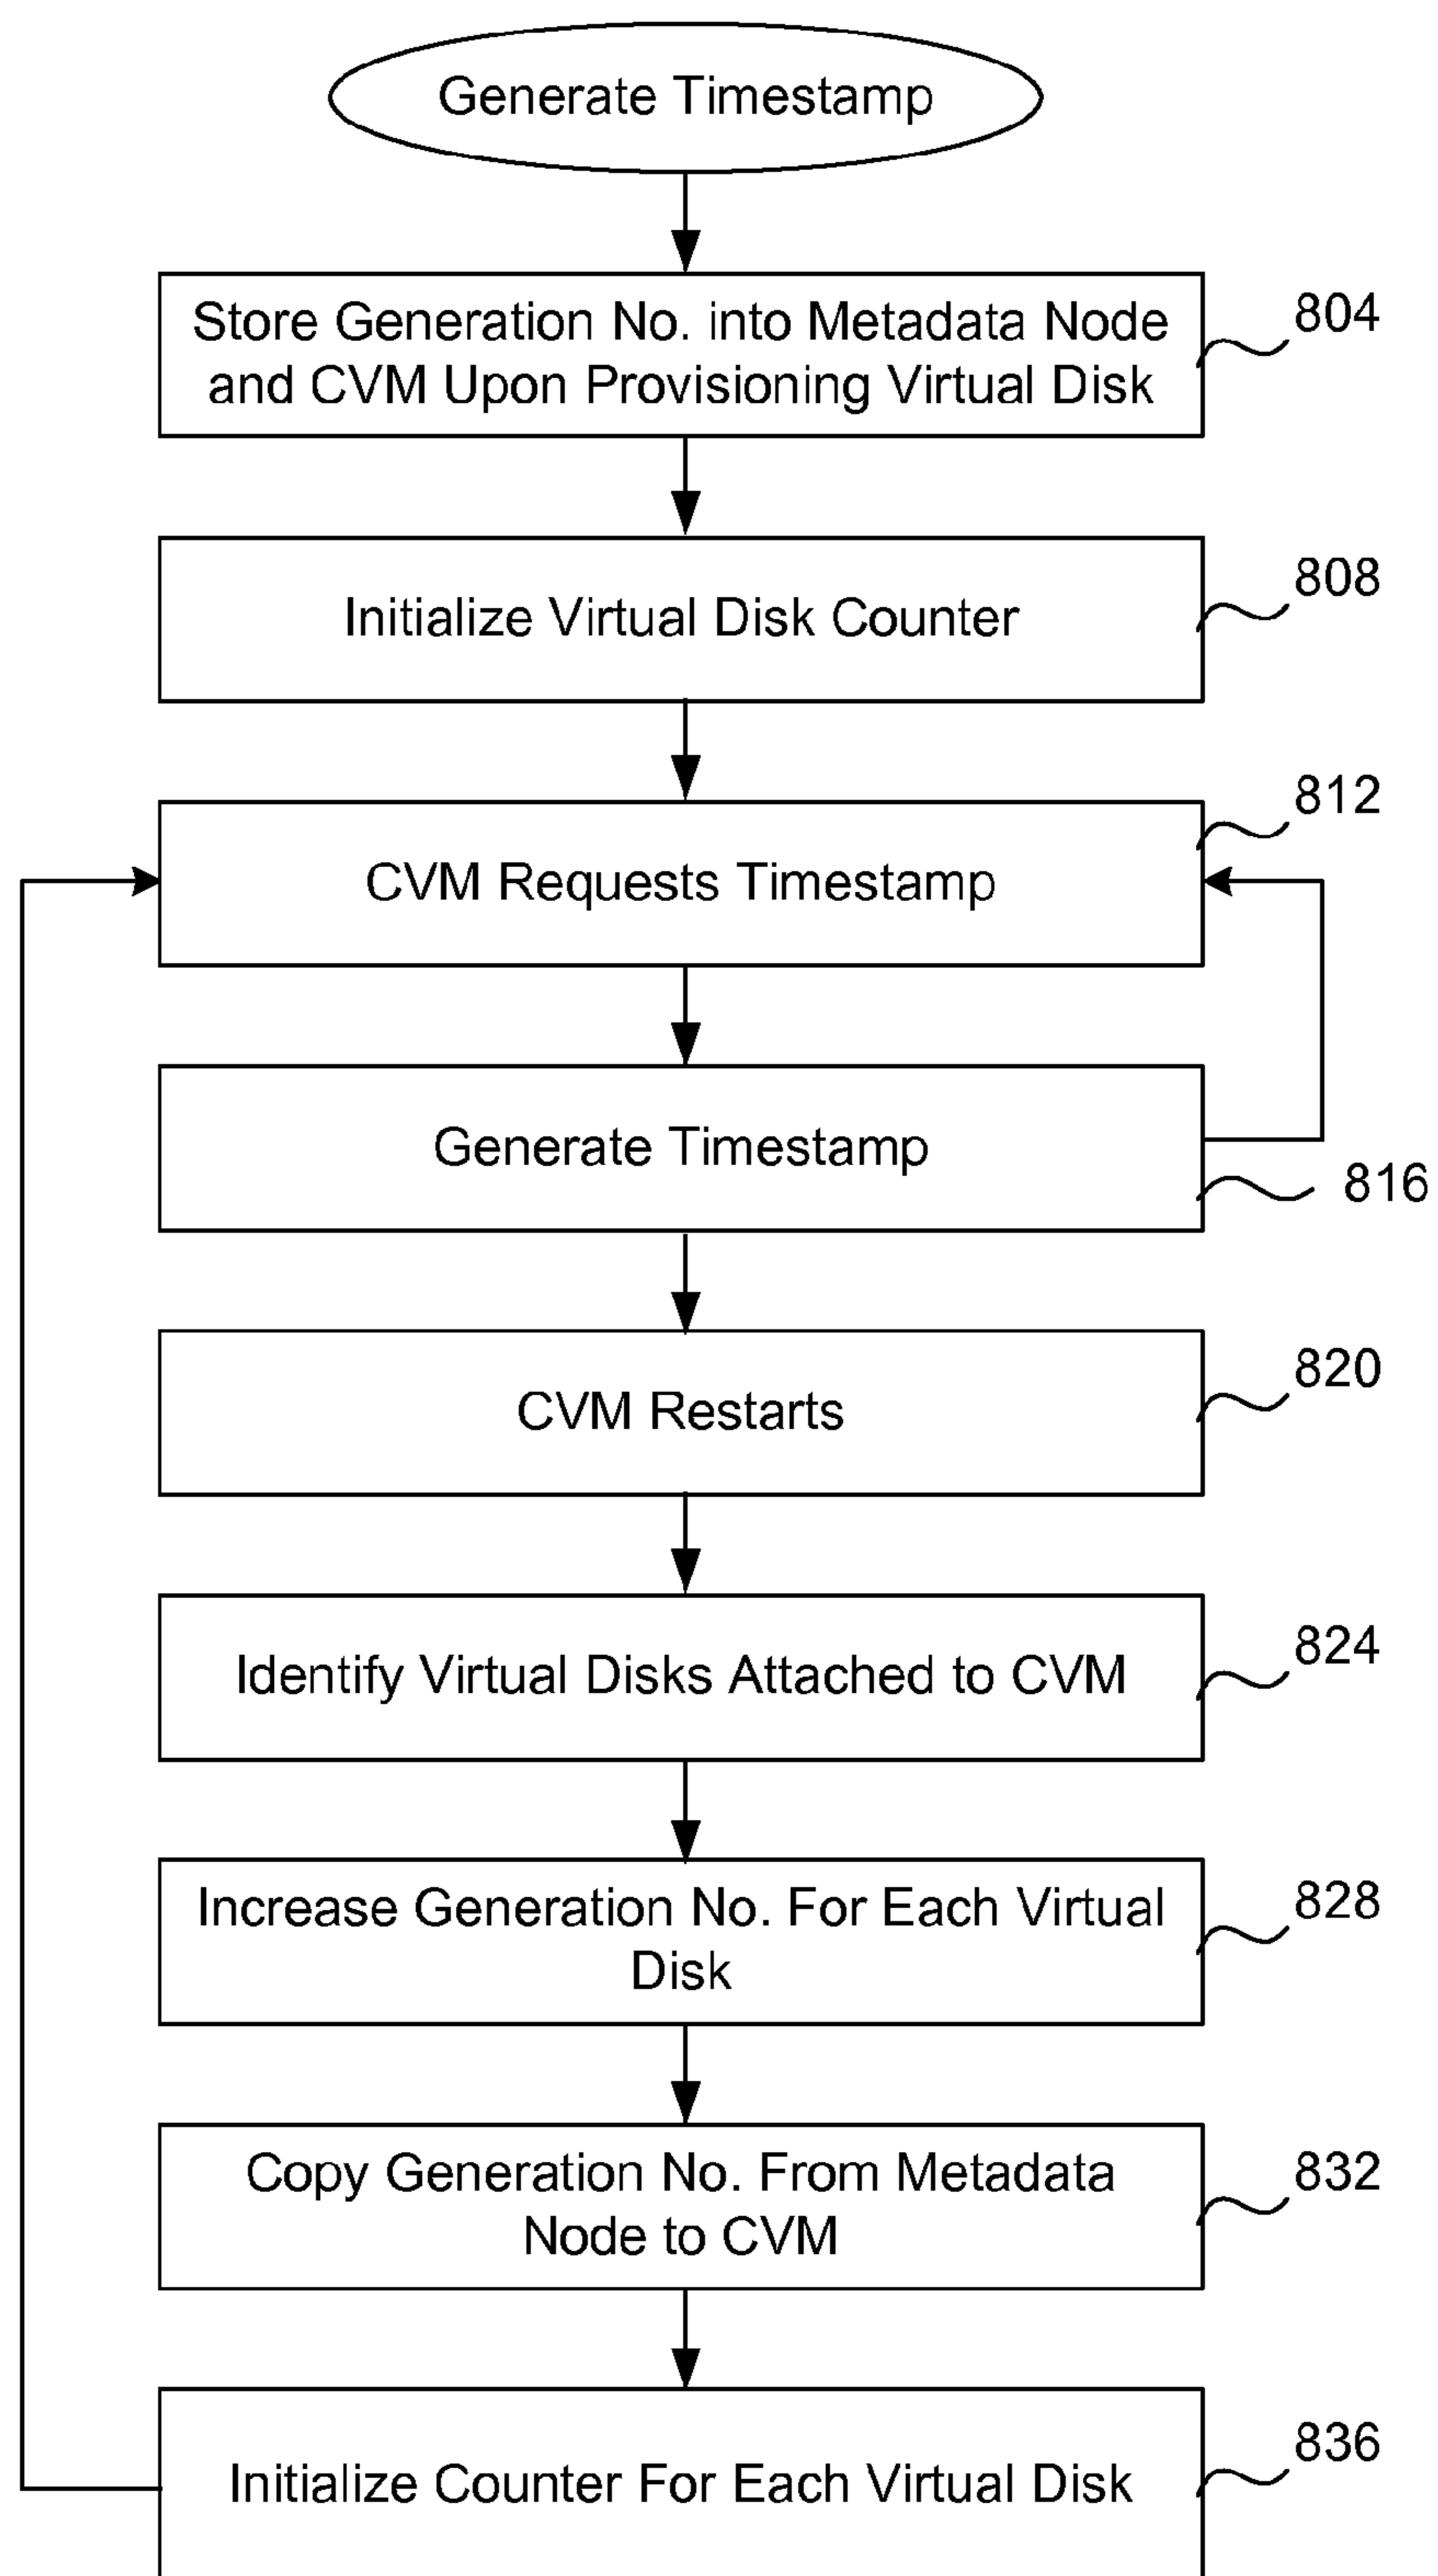 Generate Timestamp
Store Generation No. into Metadata Node
and CVM Upon Provisioning Virtual Disk
804
Initialize Virtual Disk Counter
808
CVM Requests Timestamp
812
Generate Timestamp
816
CVM Restarts
820
Identify Virtual Disks Attached to CVM
824
Increase Generation No. For Each Virtual
Disk
828
Copy Generation No. From Metadata
Node to CVM
832
Initialize Counter For Each Virtual Disk
836